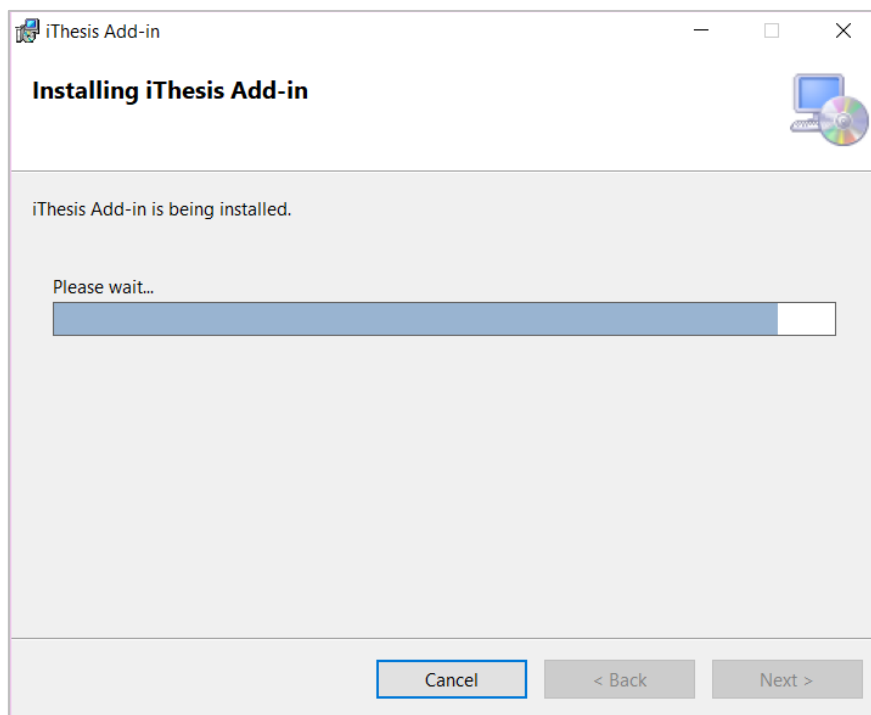 iThesis Add-in
Installing iThesis Add-in
iThesis Add-in is being installed.
Please wait...
Cancel
< Back
Next >